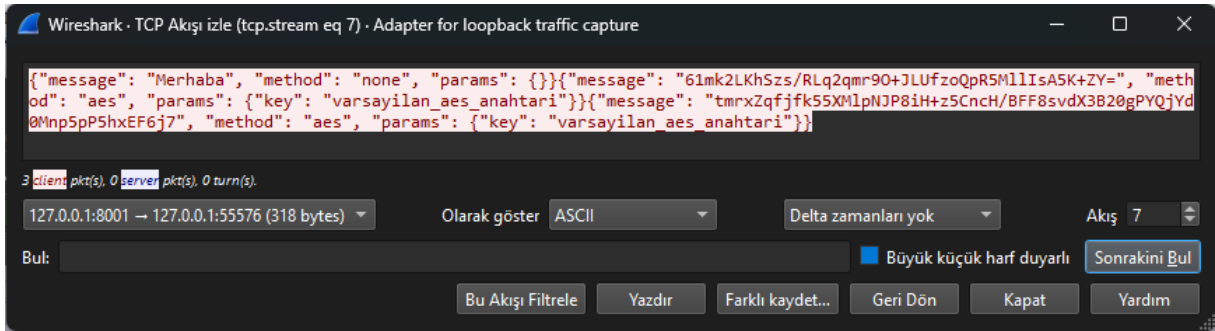 Wireshark · TCP Akışı izle (tcp.stream eq 7) · Adapter for loopback traffic capture
{"message": "Merhaba", "method": "none", "params": {}}{"message": "61mk2LKhSzs/RLq2qmr9O+JLUfzoQpR5MllIsA5K+ZY=", "meth
od": "aes", "params": {"key": "varsayilan_aes_anahtari"}}{"message": "tmrxZqfjfk55XMlpNJP8iH+z5CncH/BFF8svdX3B20gPYQjYd
0Mnp5pP5hxEF6j7", "method": "aes", "params": {"key": "varsayilan_aes_anahtari"}}
3 client pkt(s), 0 server pkt(s), 0 turn(s).
127.0.0.1:8001 → 127.0.0.1:55576 (318 bytes) Olarak göster ASCII Delta zamanları yok Akış 7
Bul: Büyük küçük harf duyarlı Sonrakini Bul
Bu Akışı Filtrele Yazdır Farklı kaydet... Geri Dön Kapat Yardım